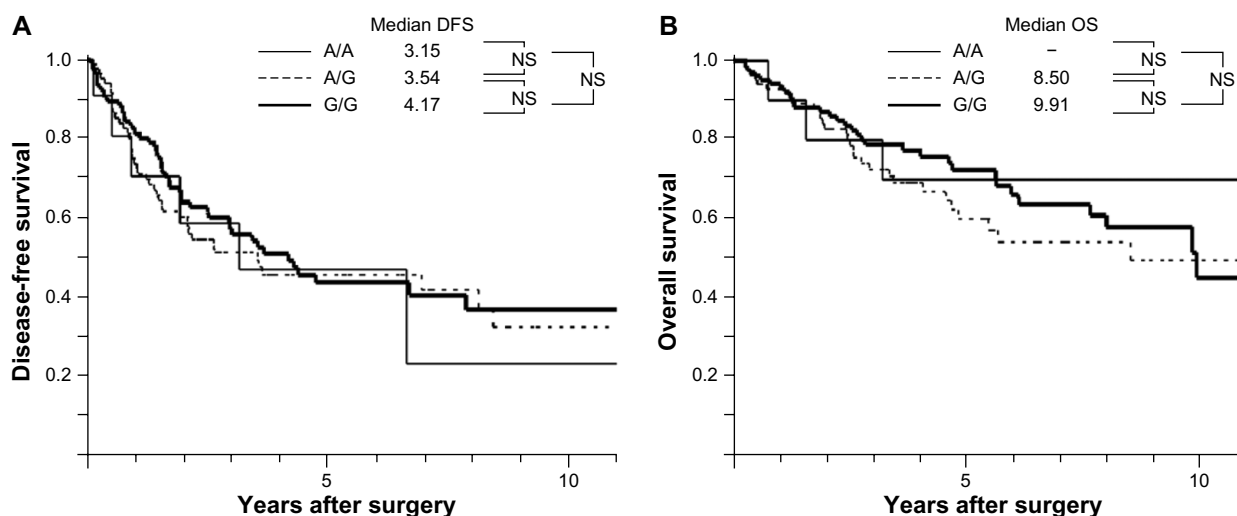 A
Median DFS
A/A 3.15
A/G 3.54
G/G 4.17
NS
NS
NS
1.0
0.8
0.6
0.4
0.2
Disease-free survival
5 10
Years after surgery
B
Median OS
A/A –
A/G 8.50
G/G 9.91
NS
NS
NS
1.0
0.8
0.6
0.4
0.2
Overall survival
5 10
Years after surgery